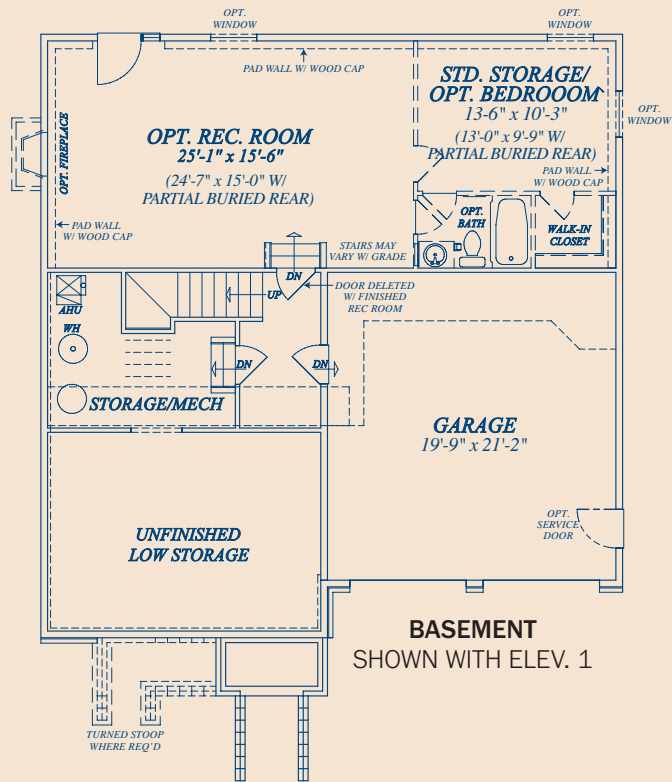 OPT.
WINDOW
OPT.
WINDOW
PAD WALL W/ WOOD CAP
STD. STORAGE/
OPT. BEDROOOM
13'-6" x 10'-3"
(13'-0" x 9'-9" W/
PARTIAL BURIED REAR)
OPT.
WINDOW
OPT. REC. ROOM
25'-1" x 15'-6"
(24'-7" x 15'-0" W/
PARTIAL BURIED REAR)
OPT. FIREPLACE
PAD WALL
W/ WOOD CAP
PAD WALL
W/ WOOD CAP
OPT.
BATH
WALK-IN
CLOSET
STAIRS MAY
VARY W/ GRADE
DN
UP
DOOR DELETED
W/ FINISHED
REC ROOM
AHU
WH
DN
DN
STORAGE/MECH
GARAGE
19'-9" x 21'-2"
UNFINISHED
LOW STORAGE
OPT.
SERVICE
DOOR
BASEMENT
SHOWN WITH ELEV. 1
TURNED STOOP
WHERE REQ'D